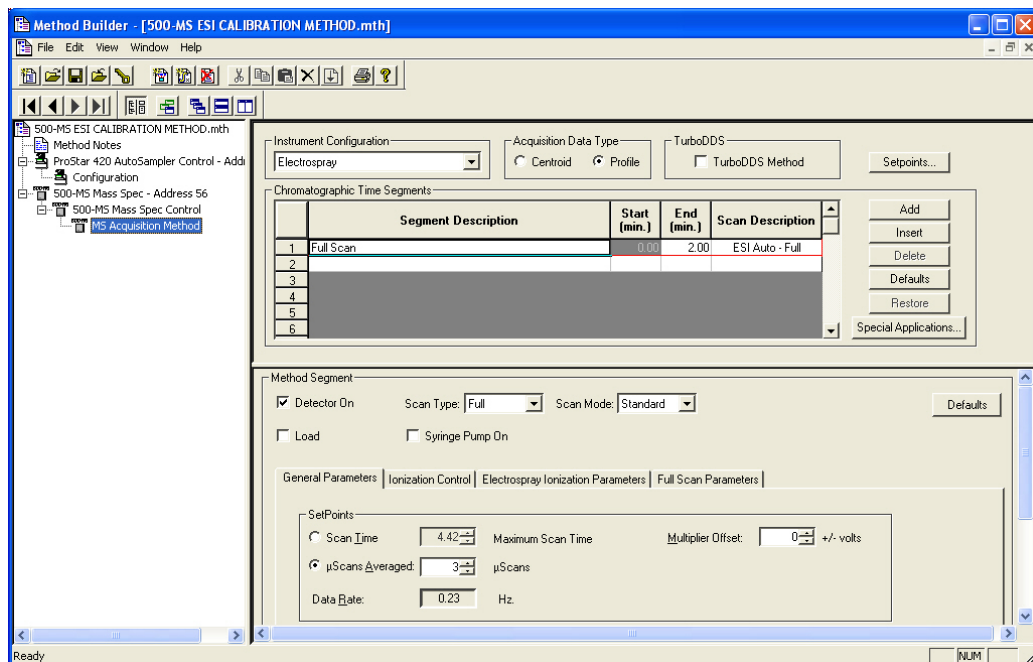 Method Builder - [500-MS ESI CALIBRATION METHOD.mth]
File Edit View Window Help
500-MS ESI CALIBRATION METHOD.mth
Method Notes
ProStar 420 AutoSampler Control - Addr
Configuration
500-MS Mass Spec - Address 56
500-MS Mass Spec Control
MS Acquisition Method
Instrument Configuration
Electrospray
Acquisition Data Type
Centroid Profile
TurboDDS
TurboDDS Method
Setpoints...
Chromatographic Time Segments
Segment Description Start (min.) End (min.) Scan Description
1 Full Scan 0.00 2.00 ESI Auto - Full
2
3
4
5
6
Add
Insert
Delete
Defaults
Restore
Special Applications...
Method Segment
Detector On Scan Type: Full Scan Mode: Standard Defaults
Load Syringe Pump On
General Parameters Ionization Control Electrospray Ionization Parameters Full Scan Parameters
SetPoints
Scan Time 4.42 Maximum Scan Time Multiplier Offset: 0 +/- volts
µScans Averaged: 3 µScans
Data Rate: 0.23 Hz.
Ready NUM